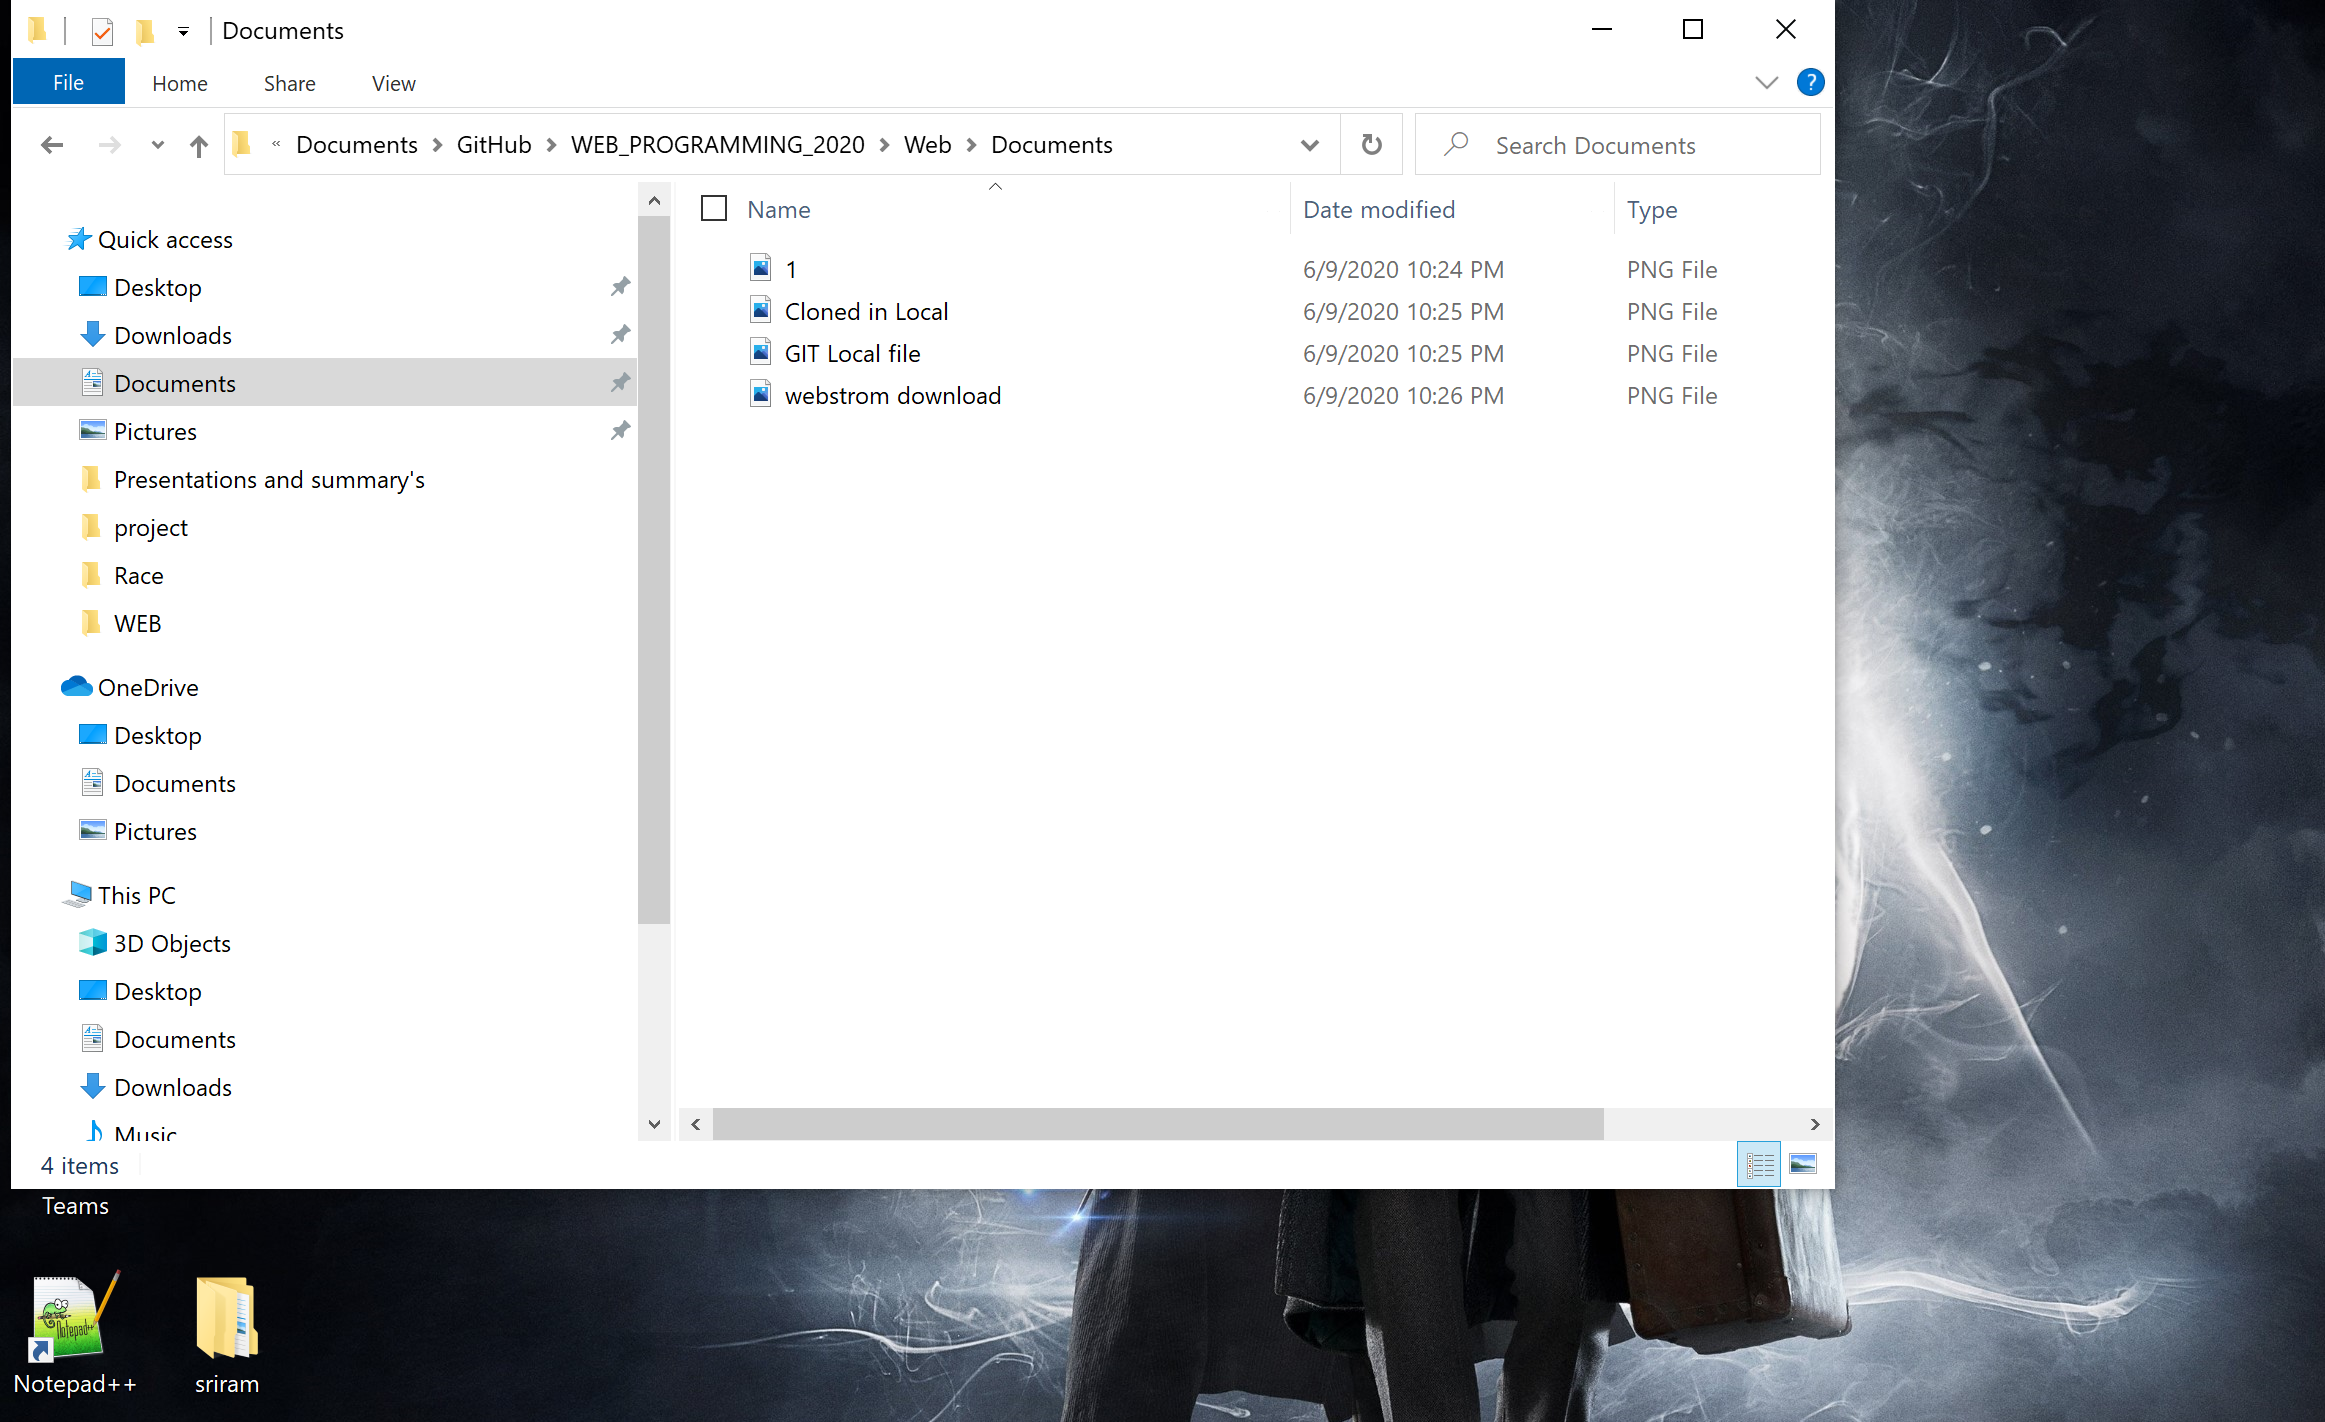 Documents
File Home Share View
?
« Documents > GitHub > WEB_PROGRAMMING_2020 > Web > Documents
Search Documents
Name Date modified Type
1 6/9/2020 10:24 PM PNG File
Cloned in Local 6/9/2020 10:25 PM PNG File
GIT Local file 6/9/2020 10:25 PM PNG File
webstrom download 6/9/2020 10:26 PM PNG File
Quick access
Desktop
Downloads
Documents
Pictures
Presentations and summary's
project
Race
WEB
OneDrive
Desktop
Documents
Pictures
This PC
3D Objects
Desktop
Documents
Downloads
Music
4 items
Teams
Notepad++
Notepad++
sriram